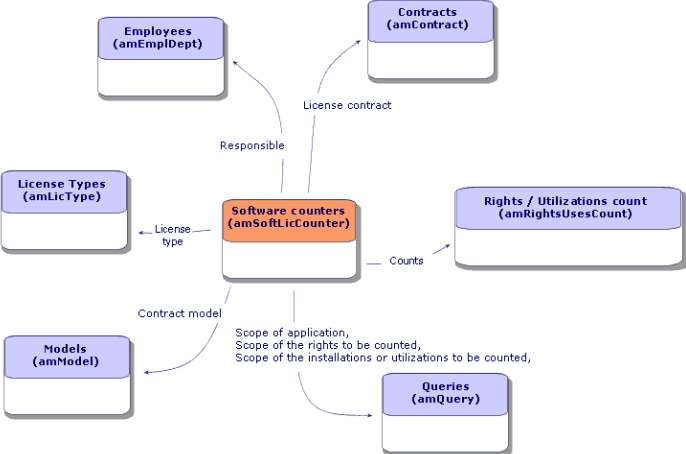 Contracts
(amContract)
Employees
(amEmplDept)
License contract
Responsible
License Types
(amLicType)
Software counters
(amSoftLicCounter)
Rights / Utilizations count
(amRightsUsesCount)
License
type
Counts
Contract model
Scope of application,
Scope of the rights to be counted,
Scope of the installations or utilizations to be counted,
Models
(amModel)
Queries
(amQuery)